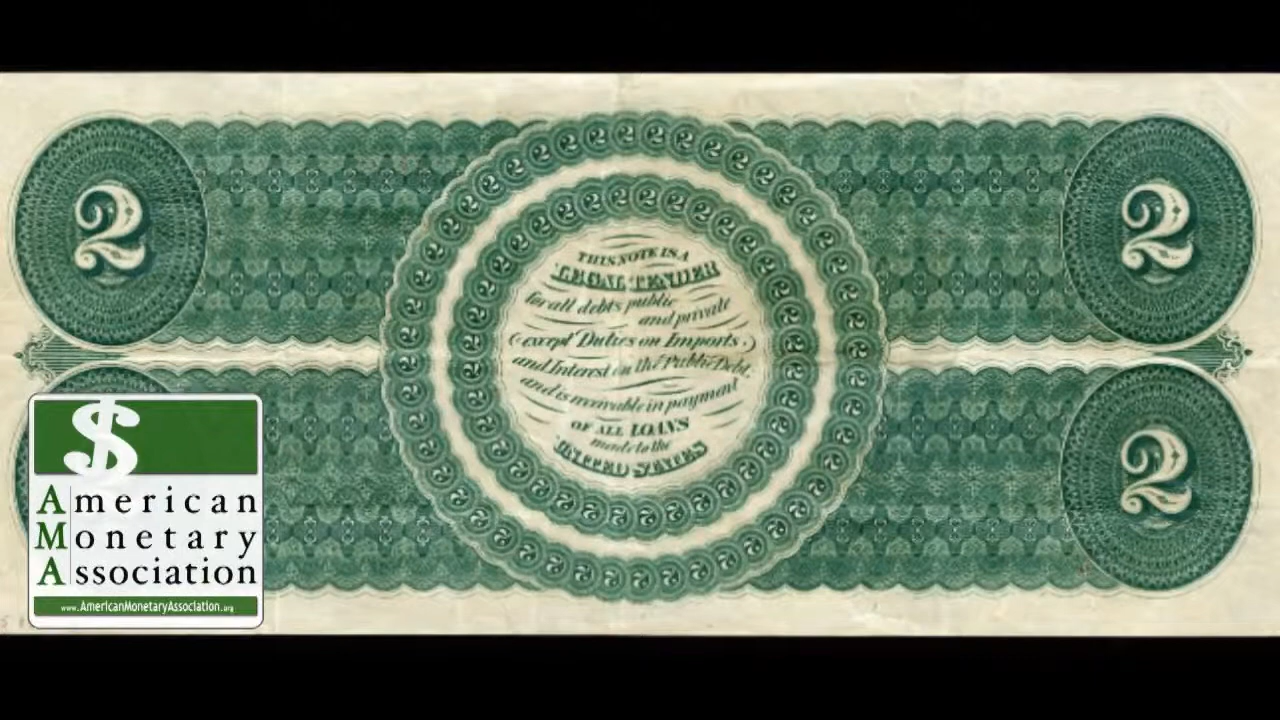 2
2
THIS NOTE IS A
LEGAL TENDER
for all debts public
and private
(except Duties on Imports.)
and Interest on the Public Debt,
and is receivable in payment
OF ALL LOANS
made to the
UNITED STATES
2
$
American
Monetary
Association
www.AmericanMonetaryAssociation.org